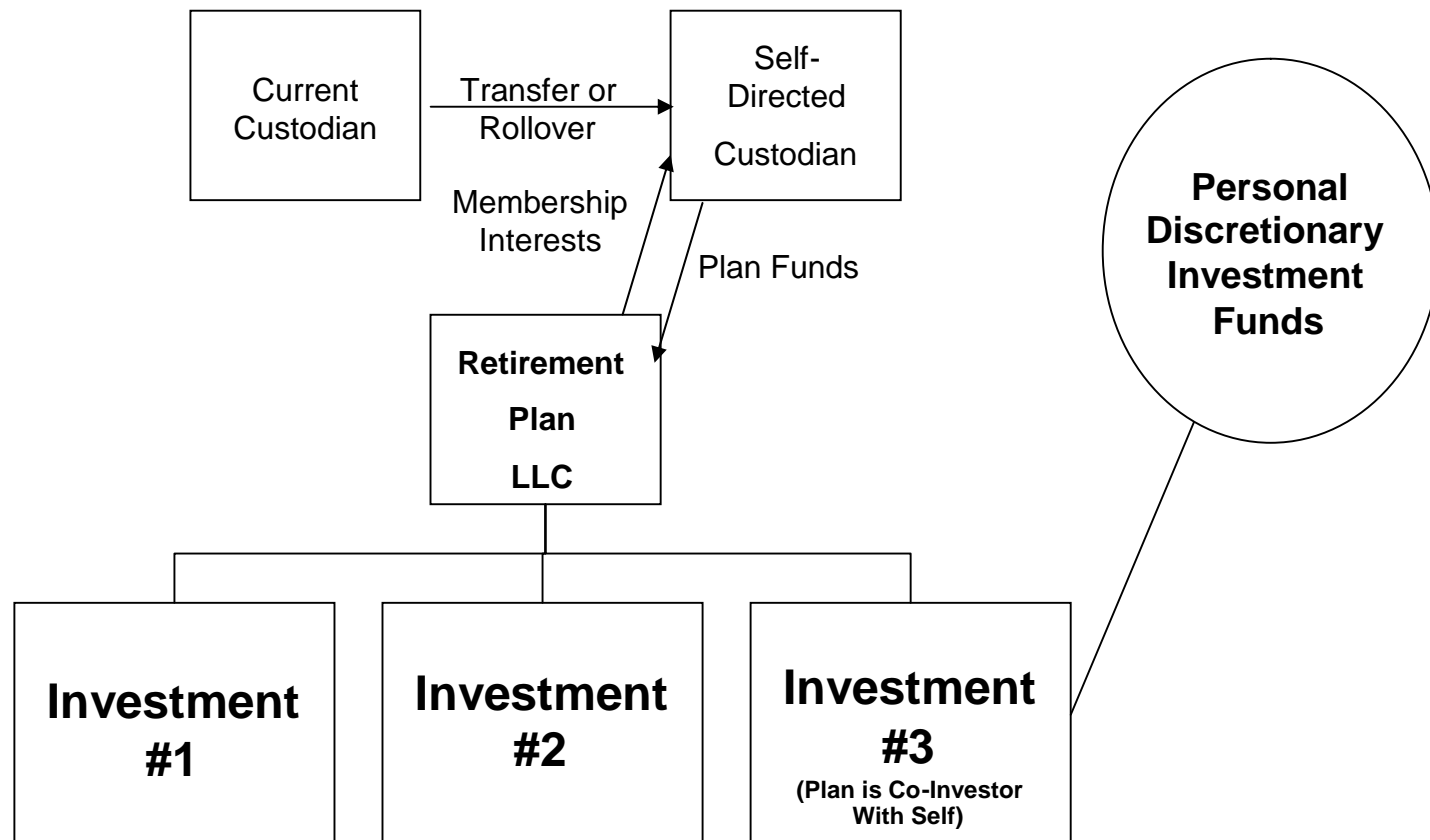 Current
Custodian
Transfer or
Rollover
Self-
Directed
Custodian
Membership
Interests
Plan Funds
Personal
Discretionary
Investment
Funds
Retirement
Plan
LLC
Investment
#1
Investment
#2
Investment
#3
(Plan is Co-Investor
With Self)